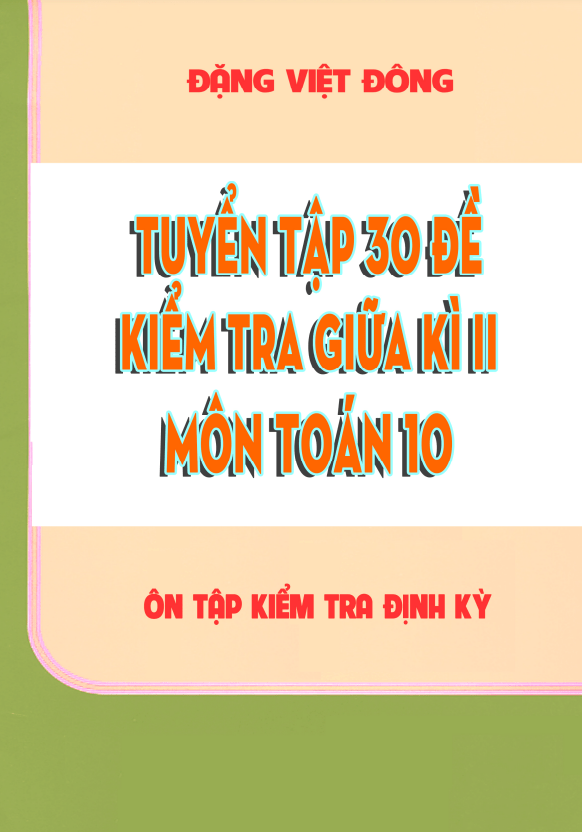 ĐẶNG VIỆT ĐÔNG
TUYỂN TẬP 30 ĐỀ
KIỂM TRA GIỮA KÌ II
MÔN TOÁN 10
ÔN TẬP KIỂM TRA ĐỊNH KỲ